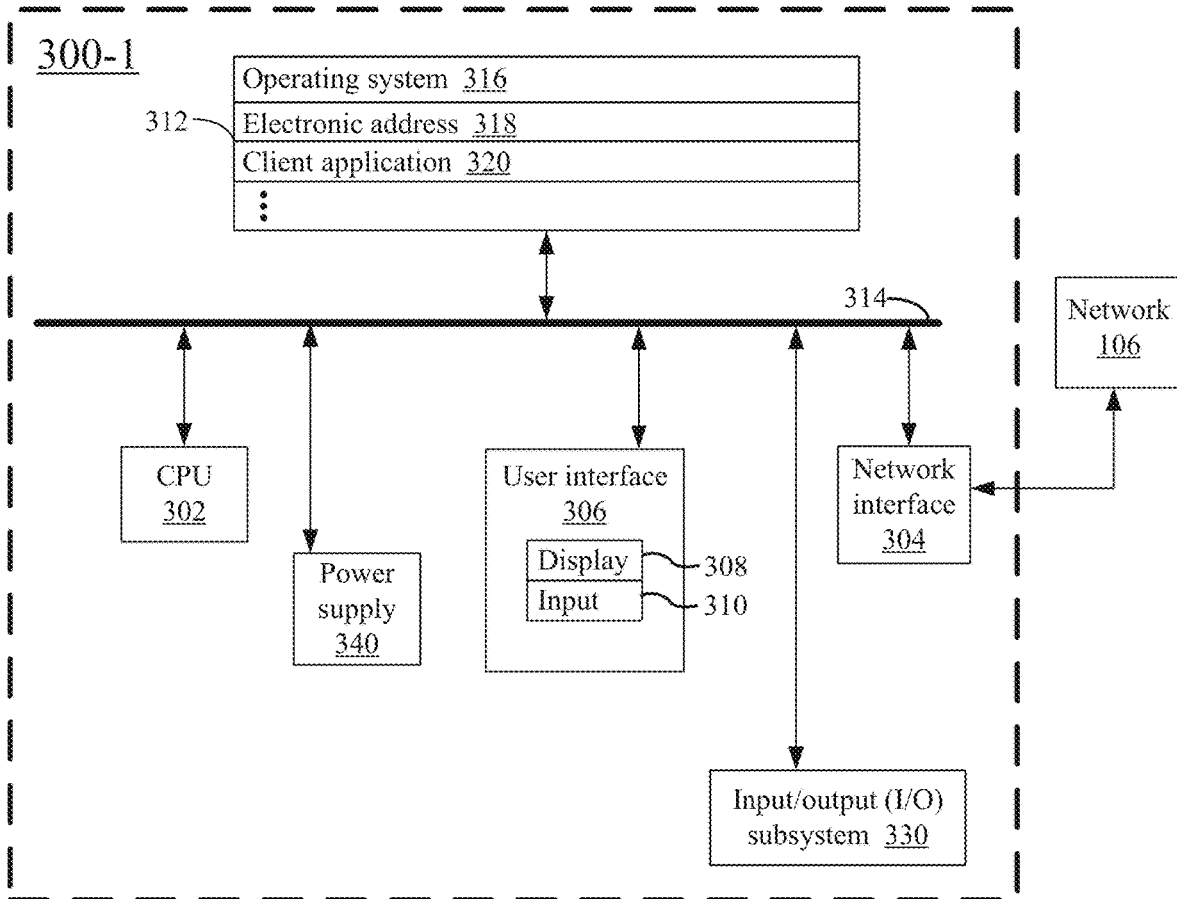 300-1
Operating system 316
312
Electronic address 318
Client application 320
314
Network
106
CPU
302
Power
supply
340
User interface
306
Display
308
Input
310
Network
interface
304
Input/output (I/O)
subsystem 330